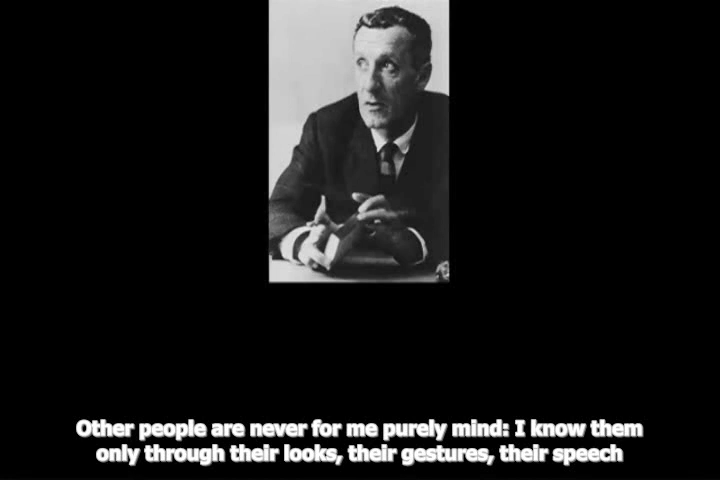 Other people are never for me purely mind: I know them
only through their looks, their gestures, their speech